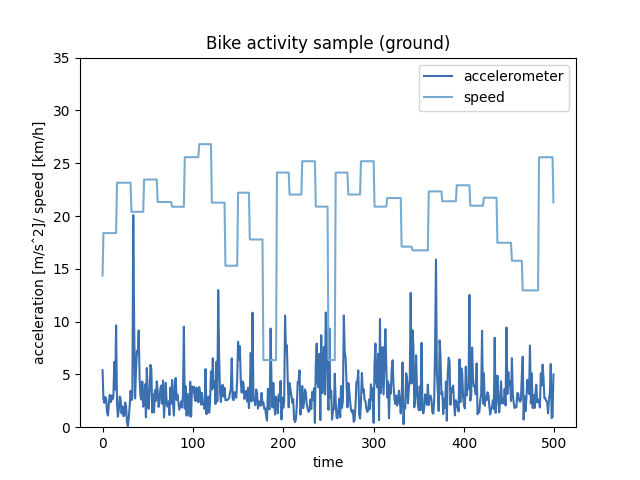 Bike activity sample (ground)
accelerometer
speed
35
30
25
20
15
10
5
0
acceleration [m/s^2]/ speed [km/h]
0
100
200
300
400
500
time